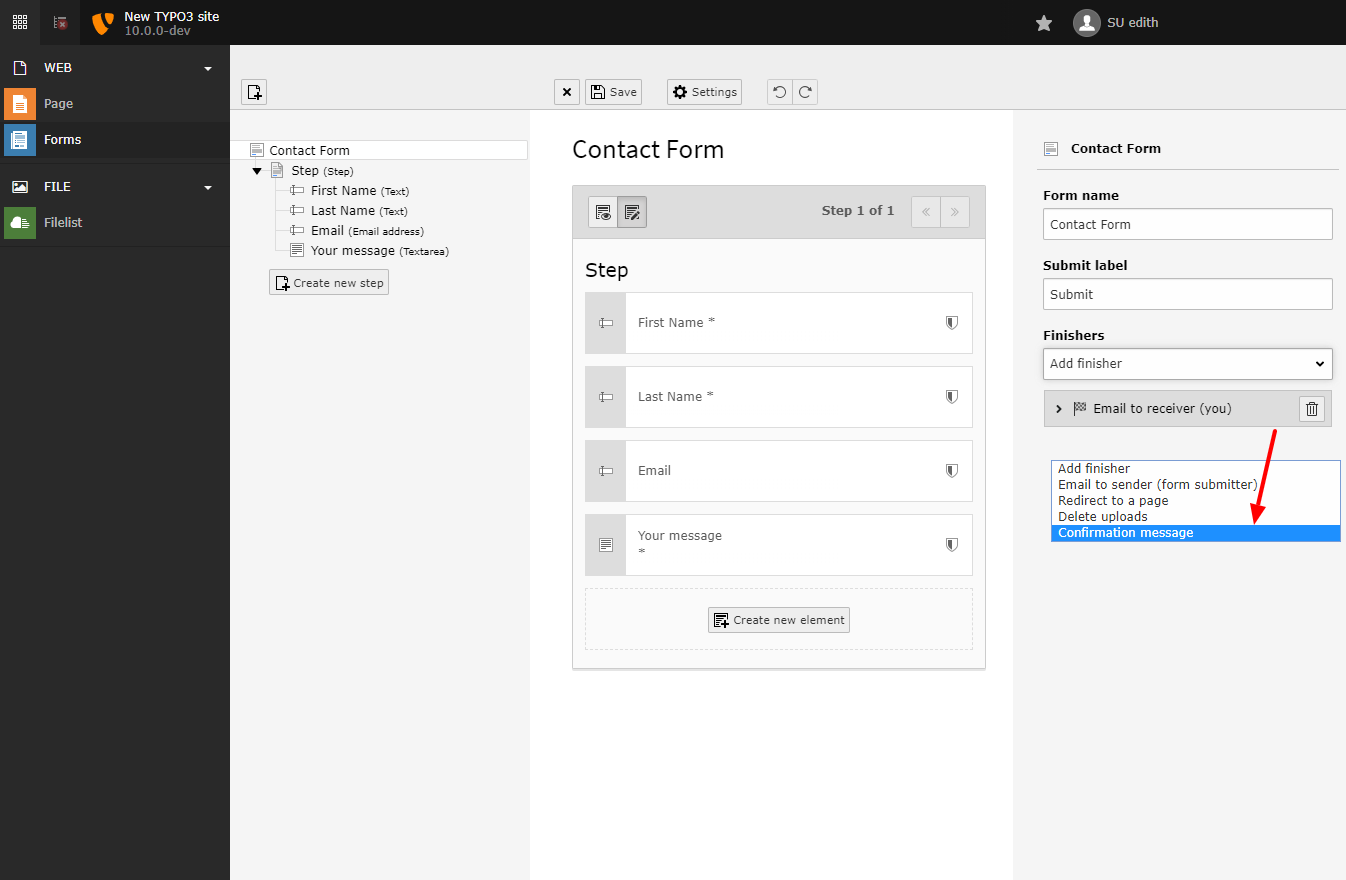 New TYPO3 site
10.0.0-dev
SU edith
WEB
Page
Forms
FILE
Filelist
Save
Settings
Contact Form
Step (Step)
First Name (Text)
Last Name (Text)
Email (Email address)
Your message (Textarea)
Create new step
Contact Form
Step 1 of 1
Step
First Name *
Last Name *
Email
Your message
*
Create new element
Contact Form
Form name
Contact Form
Submit label
Submit
Finishers
Add finisher
Email to receiver (you)
Add finisher
Email to sender (form submitter)
Redirect to a page
Delete uploads
Confirmation message